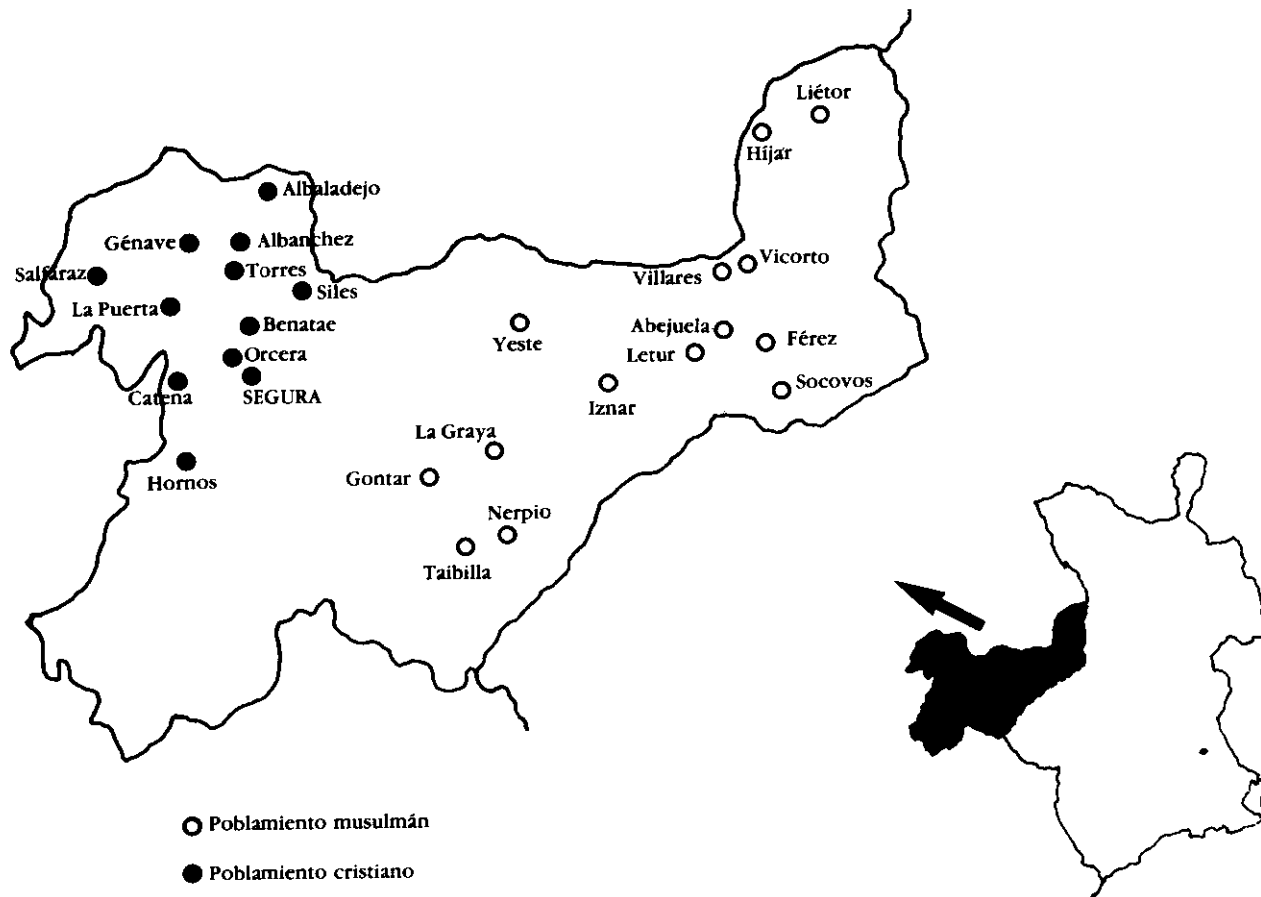 Liétor
Híjar
Albaladejo
Génave
Albanchez
Salfaraz
Torres
Vicorto
Villares
Siles
La Puerta
Benatae
Yeste
Abejuela
Férez
Letur
Orcera
Catena
SEGURA
Socovos
Iznar
La Graya
Hornos
Gontar
Nerpio
Taibilla
Poblamiento musulmán
Poblamiento cristiano